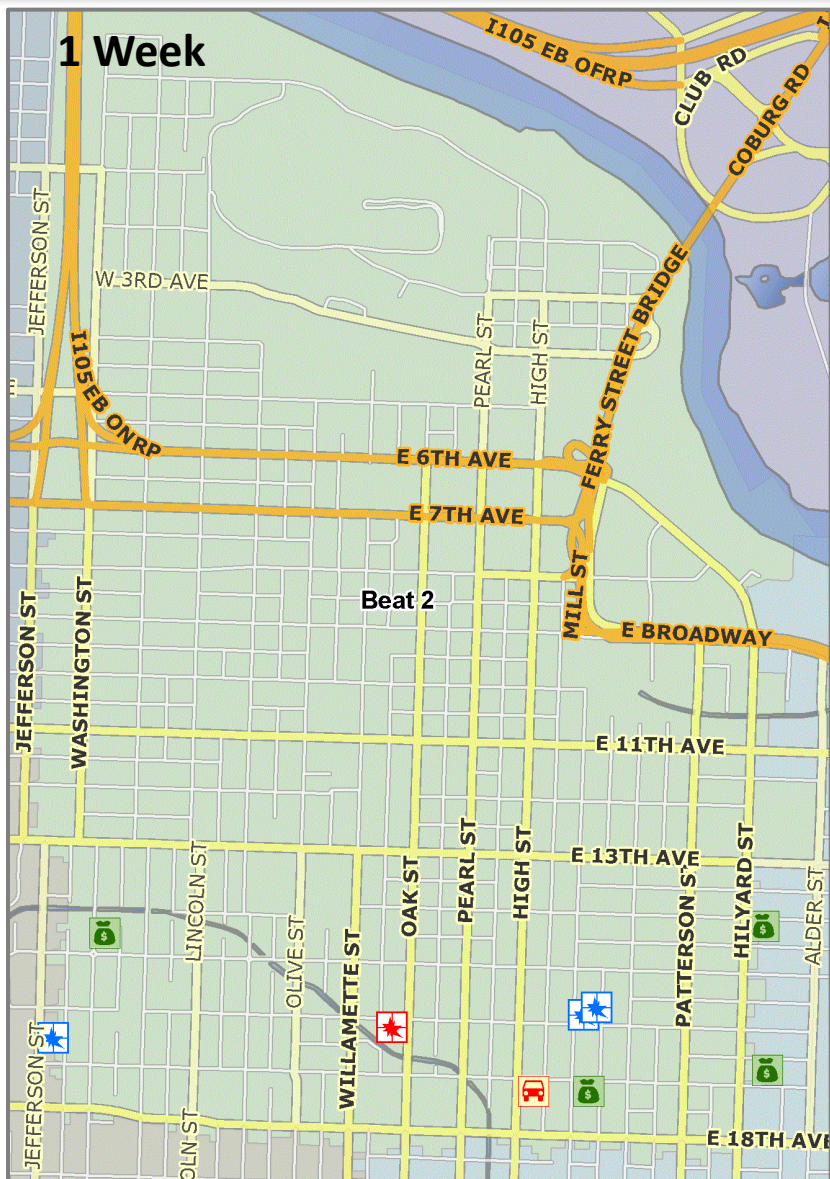 1 Week
I105 EB OFRP
CLUB RD
COBURG RD
JEFFERSON ST
W 3RD AVE
FERRY STREET BRIDGE
PEARL ST
HIGH ST
I105 EB ONRP
E 6TH AVE
E 7TH AVE
MILL ST
Beat 2
E BROADWAY
JEFFERSON ST
WASHINGTON ST
E 11TH AVE
E 13TH AVE
LINCOLN ST
OLIVE ST
WILLAMETTE ST
OAK ST
PEARL ST
HIGH ST
PATTERSON ST
HILYARD ST
ALDER ST
$
$
JEFFERSON ST
$
$
OLN ST
E 18TH AVE